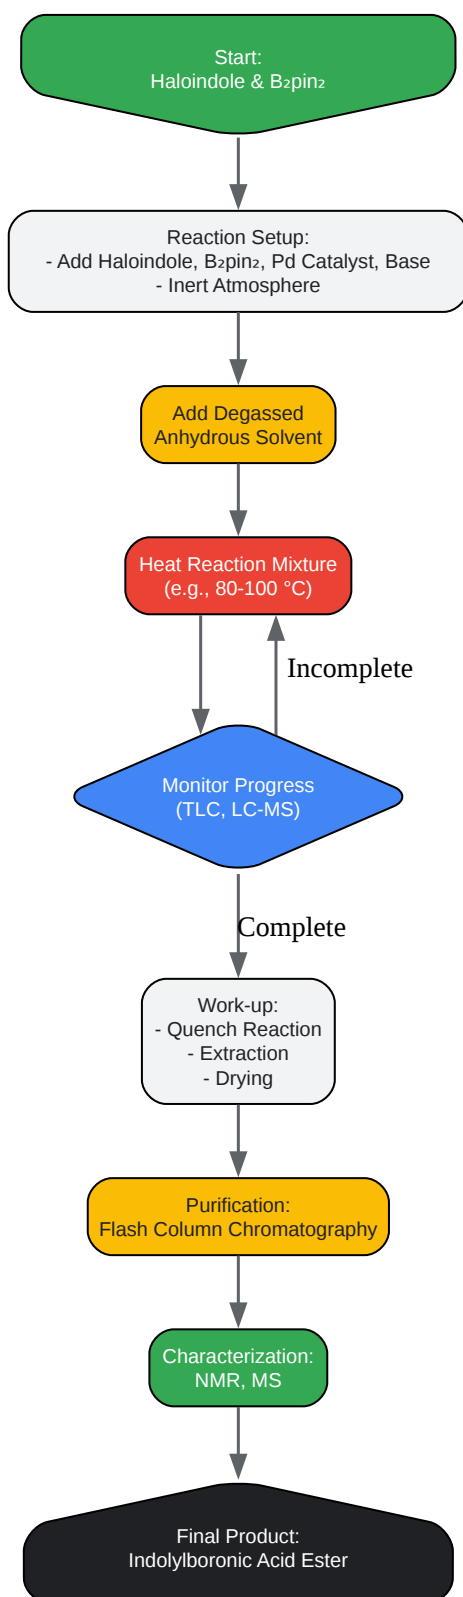 Start:
Haloindole & B₂pin₂
Reaction Setup:
- Add Haloindole, B₂pin₂, Pd Catalyst, Base
- Inert Atmosphere
Add Degassed
Anhydrous Solvent
Heat Reaction Mixture
(e.g., 80-100 °C)
Incomplete
Monitor Progress
(TLC, LC-MS)
Complete
Work-up:
- Quench Reaction
- Extraction
- Drying
Purification:
Flash Column Chromatography
Characterization:
NMR, MS
Final Product:
Indolylboronic Acid Ester